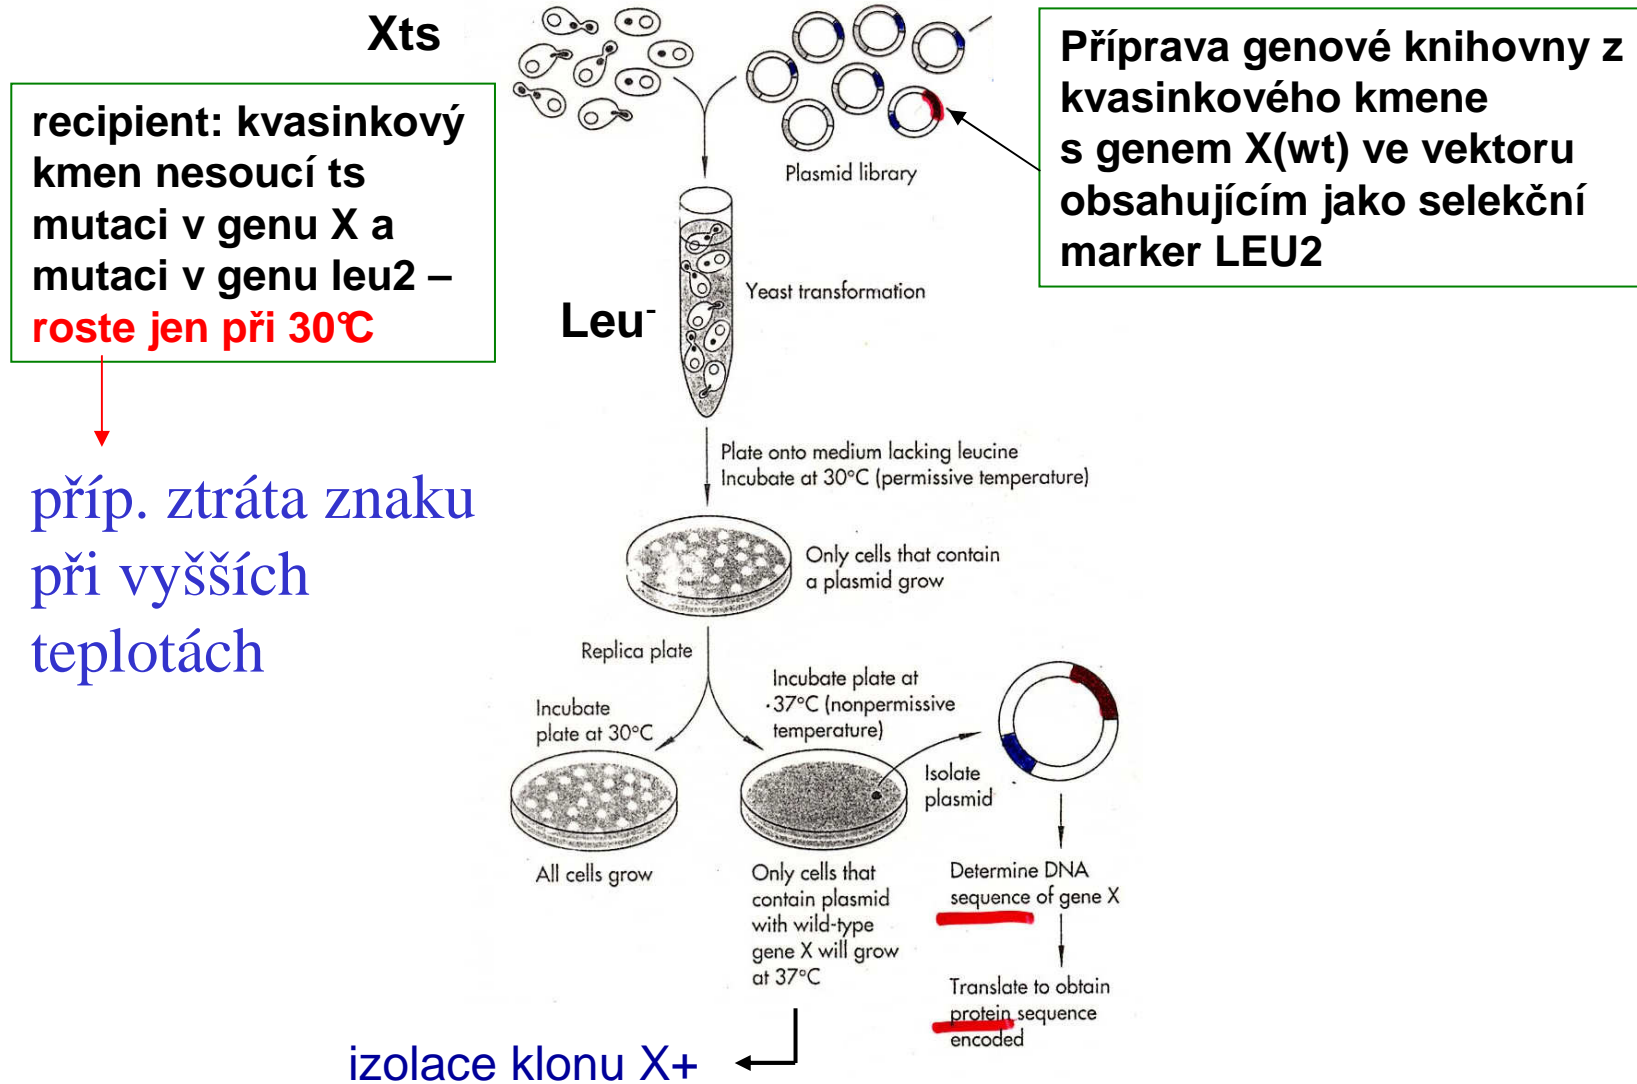 Xts
recipient: kvasinkový
kmen nesoucí ts
mutaci v genu X a
mutaci v genu leu2 –
roste jen při 30°C
příp. ztráta znaku
při vyšších
teplotách
Plasmid library
Příprava genové knihovny z
kvasinkového kmene
s genem X(wt) ve vektoru
obsahujícím jako selekční
marker LEU2
Yeast transformation
Leu-
Plate onto medium lacking leucine
Incubate at 30°C (permissive temperature)
Only cells that contain
a plasmid grow
Replica plate
Incubate
plate at 30°C
Incubate plate at
37°C (nonpermissive
temperature)
Isolate
plasmid
All cells grow
Only cells that
contain plasmid
with wild-type
gene X will grow
at 37°C
Determine DNA
sequence of gene X
Translate to obtain
protein sequence
encoded
izolace klonu X+